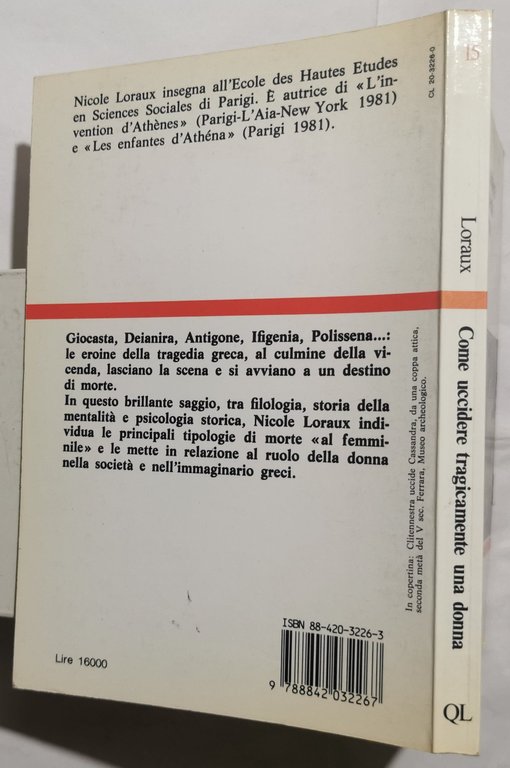 Nicole Loraux insegna all'Ecole des Hautes Etudes
en Sciences Sociales di Parigi. È autrice di «L'in-
vention d'Athènes» (Parigi-L'Aia-New York 1981)
e «Les enfantes d'Athéna» (Parigi 1981).
Giocasta, Deianira, Antigone, Ifigenia, Polissena...:
le eroine della tragedia greca, al culmine della vi-
cenda, lasciano la scena e si avviano a un destino
di morte.
In questo brillante saggio, tra filologia, storia della
mentalità e psicologia storica, Nicole Loraux indi-
vidua le principali tipologie di morte «al femmi-
nile» e le mette in relazione al ruolo della donna
nella società e nell'immaginario greci.
Lire 16000
ISBN 88-420-3226-3
9 788842 032267
In copertina: Clitennestra uccide Cassandra, da una coppa attica,
seconda metà del V sec. Ferrara, Museo archeologico.
CL 20-3226-0
15
Loraux
Come uccidere tragicamente una donna
QL